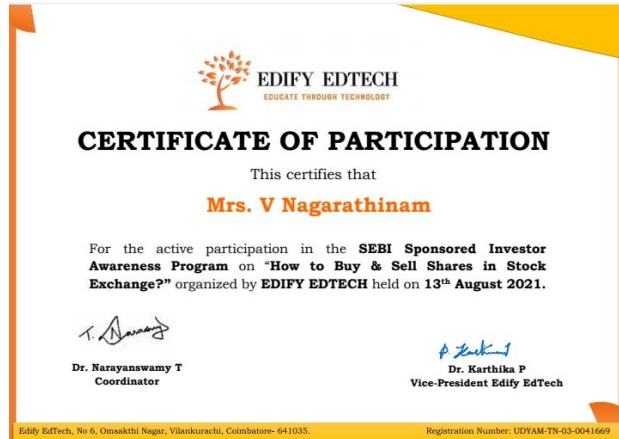 EDIFY EDTECH
EDUCATE THROUGH TECHNOLOGY
CERTIFICATE OF PARTICIPATION
This certifies that
Mrs. V Nagarathinam
For the active participation in the SEBI Sponsored Investor
Awareness Program on “How to Buy & Sell Shares in Stock
Exchange?” organized by EDIFY EDTECH held on 13th August 2021.
Dr. Narayanswamy T
Coordinator
P. Karthika
Dr. Karthika P
Vice-President Edify EdTech
Edify EdTech, No 6, Omsakthi Nagar, Vilankurachi, Coimbatore- 641035.
Registration Number: UDYAM-TN-03-0041669